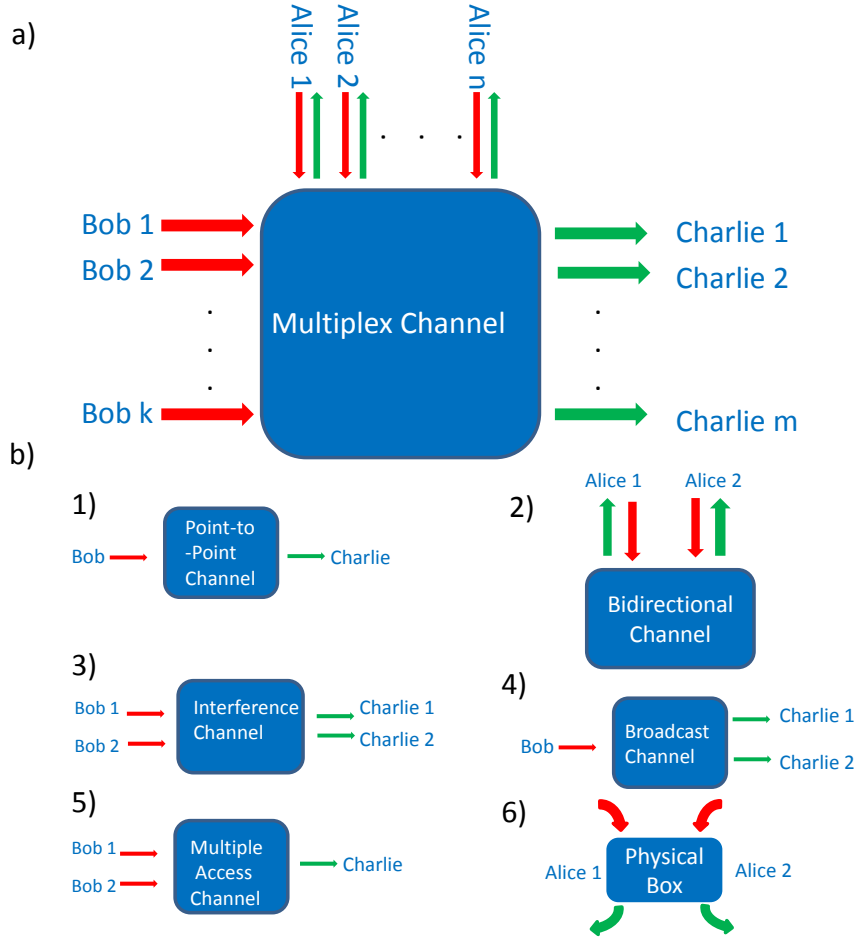 a)
Alice 1
Alice 2
Alice n
. . .
Bob 1
Bob 2
.
.
.
Bob k
Multiplex Channel
Charlie 1
Charlie 2
.
.
.
Charlie m
b)
1)
Bob
Point-to
-Point
Channel
Charlie
2)
Alice 1
Alice 2
Bidirectional
Channel
3)
Bob 1
Bob 2
Interference
Channel
Charlie 1
Charlie 2
4)
Bob
Broadcast
Channel
Charlie 1
Charlie 2
5)
Bob 1
Bob 2
Multiple
Access
Channel
Charlie
6)
Alice 1
Physical
Box
Alice 2